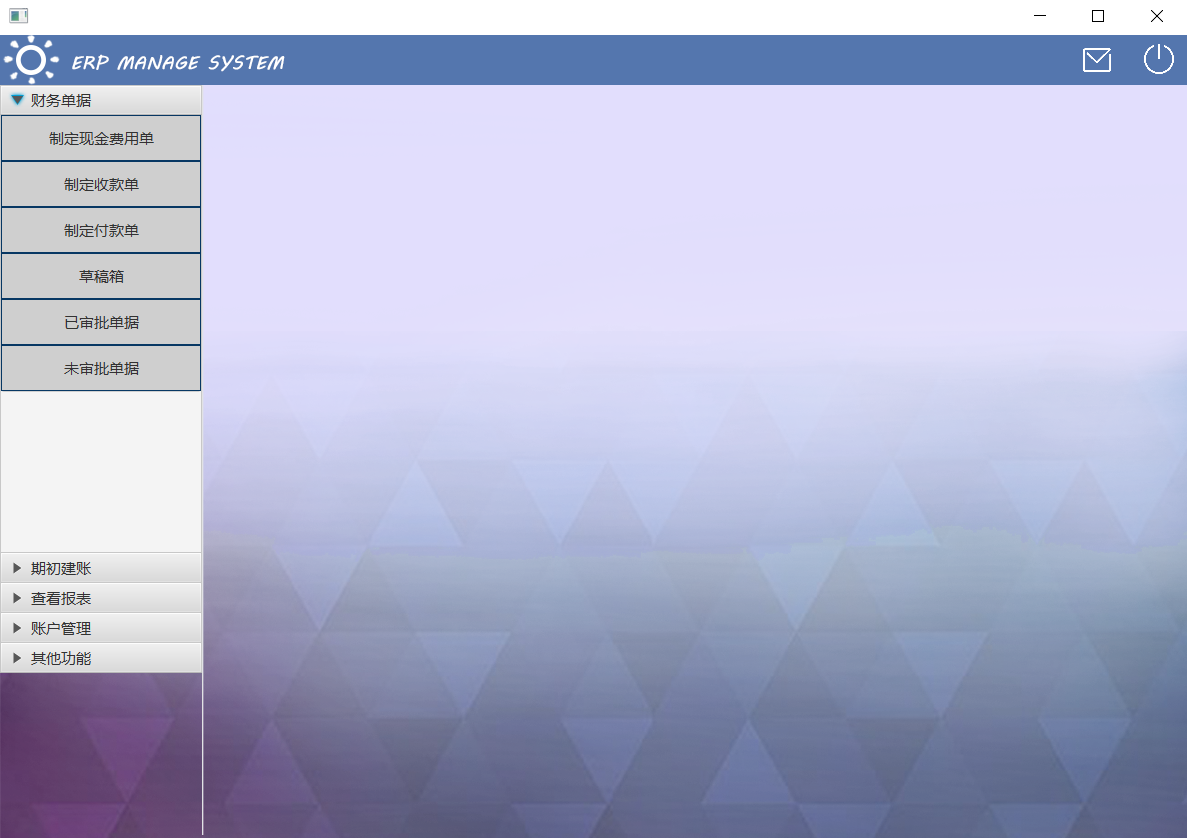 ERP MANAGE SYSTEM
财务单据
制定现金费用单
制定收款单
制定付款单
草稿箱
已审批单据
未审批单据
期初建账
查看报表
账户管理
其他功能